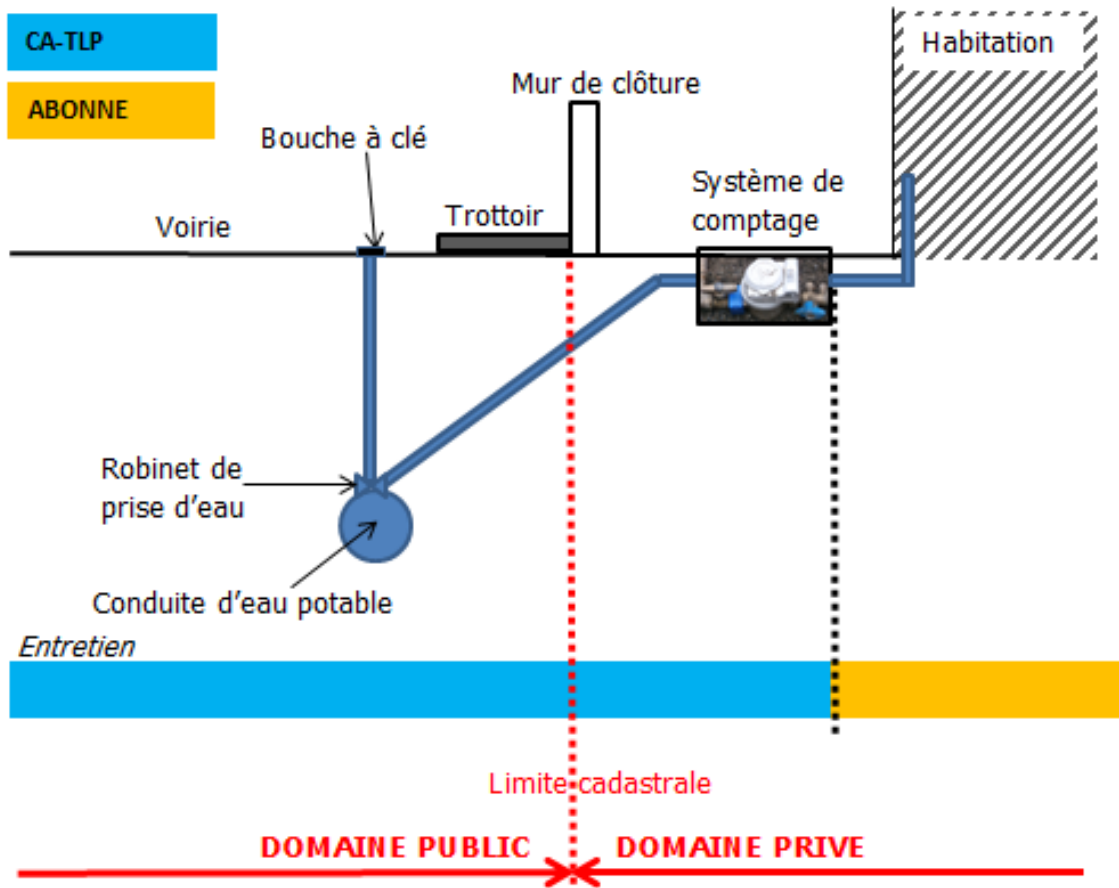 CA-TLP
ABONNE
Habitation
Mur de clôture
Bouche à clé
Système de
comptage
Trottoir
Voirie
Robinet de
prise d'eau
Conduite d'eau potable
Entretien
Limite cadastrale
DOMAINE PUBLIC
DOMAINE PRIVE